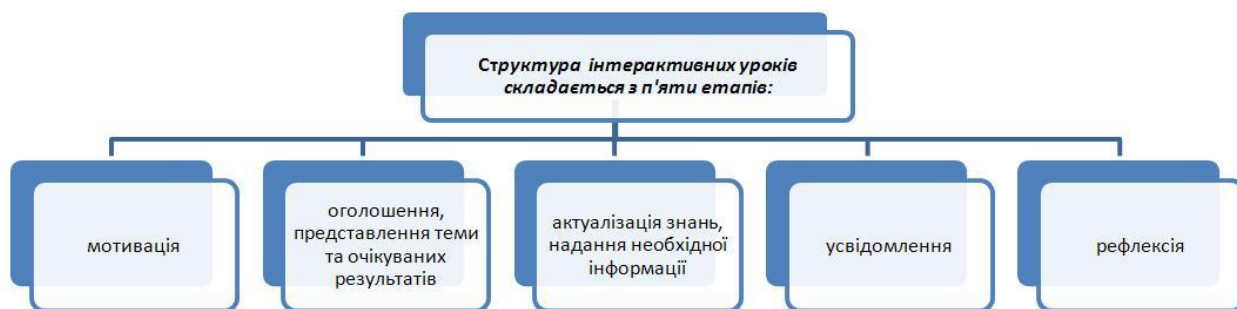 Структура інтерактивних уроків
складається з п'яти етапів:
мотивація
оголошення,
представлення теми
та очікуваних
результатів
актуалізація знань,
надання необхідної
інформації
усвідомлення
рефлексія